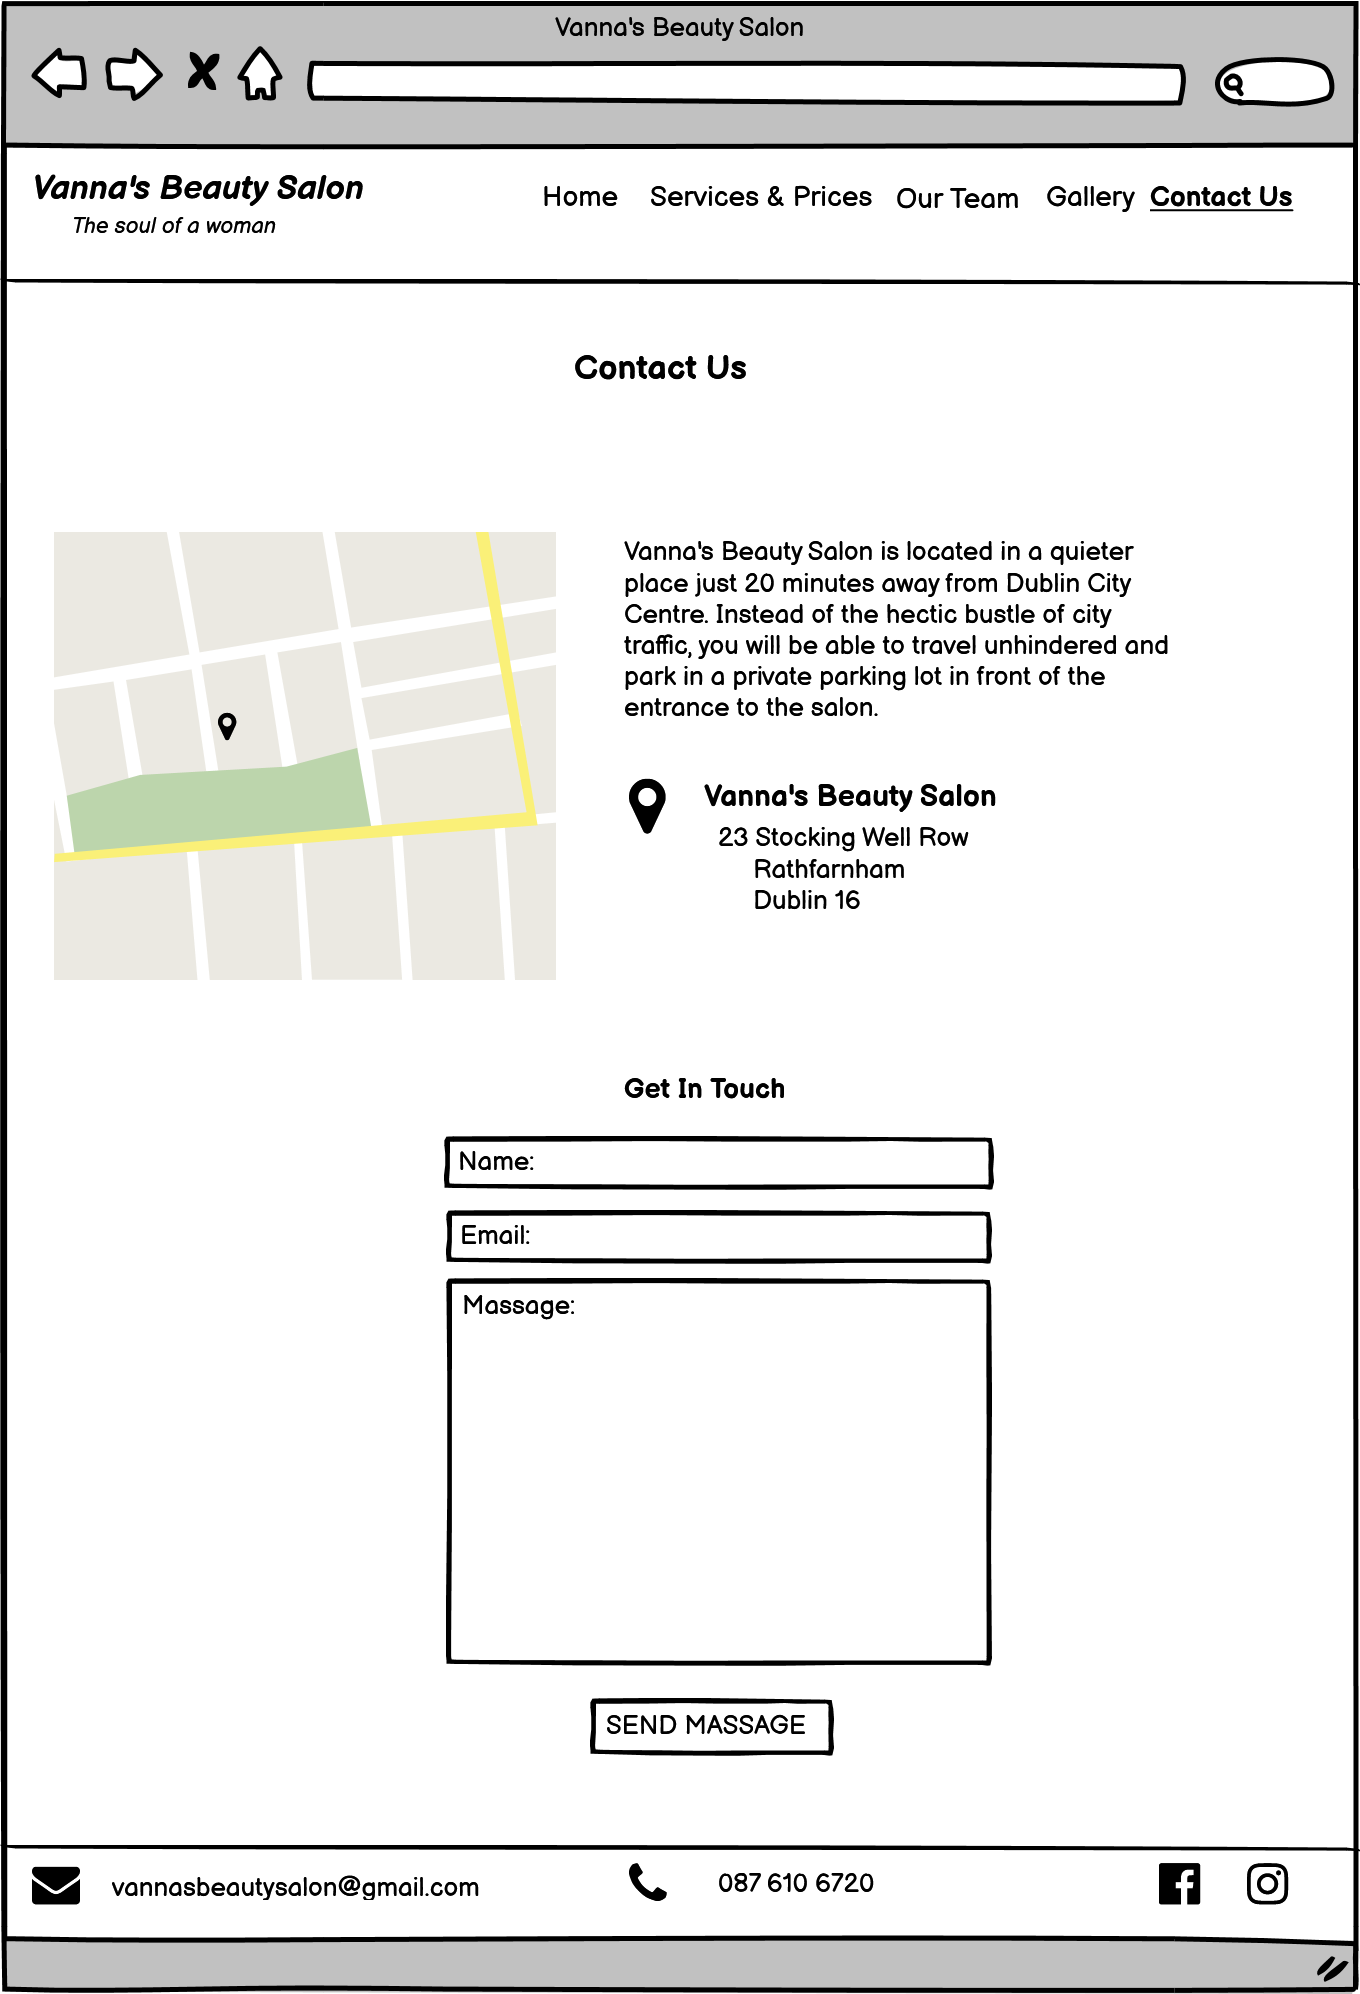 Vanna's Beauty Salon
Vanna's Beauty Salon
The soul of a woman
Home Services & Prices Our Team Gallery Contact Us
Contact Us
Vanna's Beauty Salon is located in a quieter
place just 20 minutes away from Dublin City
Centre. Instead of the hectic bustle of city
traffic, you will be able to travel unhindered and
park in a private parking lot in front of the
entrance to the salon.
Vanna's Beauty Salon
23 Stocking Well Row
Rathfarnham
Dublin 16
Get In Touch
Name:
Email:
Massage:
SEND MASSAGE
vannasbeautysalon@gmail.com
087 610 6720